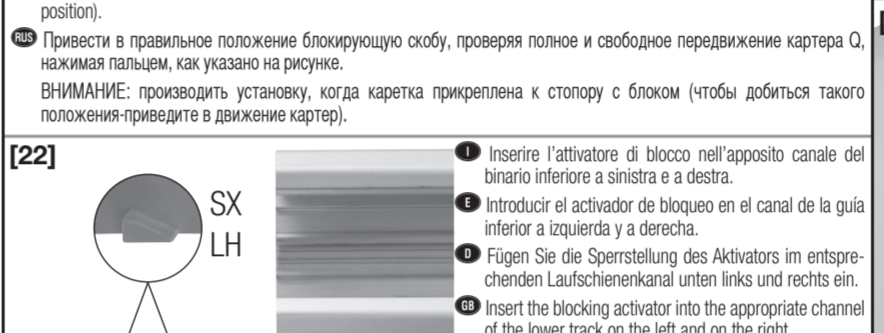 position).
RUS Привести в правильное положение блокирующую скобу, проверяя полное и свободное передвижение картера Q,
нажимая пальцем, как указано на рисунке.
ВНИМАНИЕ: производить установку, когда каретка прикреплена к стопору с блоком (чтобы добиться такого
положения-приведите в движение картер).
[22]
SX
LH
I Inserire l'attivatore di blocco nell'apposito canale del
binario inferiore a sinistra e a destra.
E Introducir el activador de bloqueo en el canal de la guía
inferior a izquierda y a derecha.
D Fügen Sie die Sperrstellung des Aktivators im entspre-
chenden Laufschienenkanal unten links und rechts ein.
GB Insert the blocking activator into the appropriate channel
of the lower track on the left and on the right.